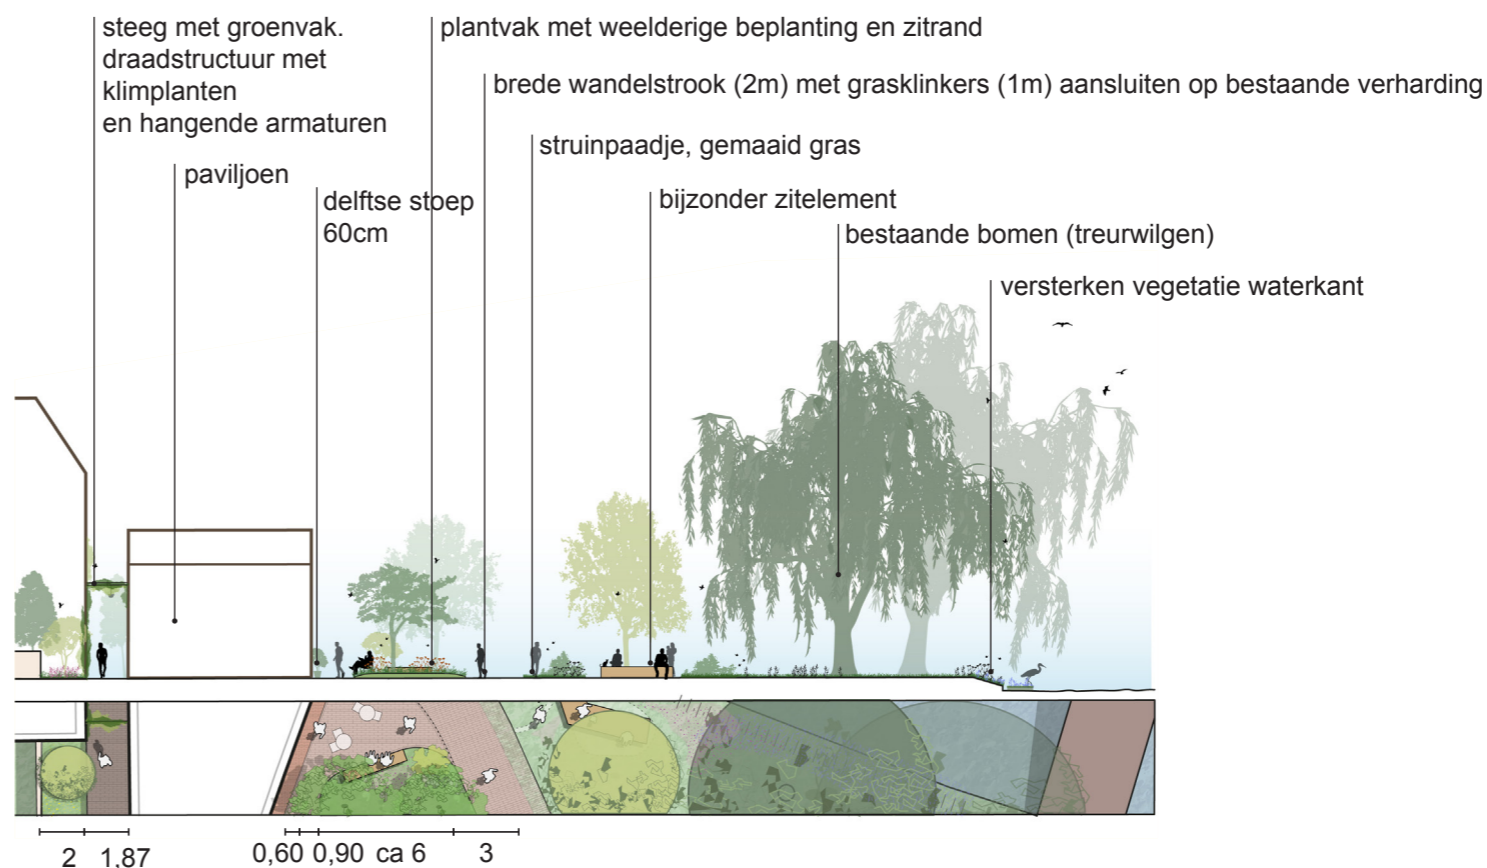 steeg met groenvak.
draadstructuur met
klimplanten
en hangende armaturen
plantvak met weelderige beplanting en zitrand
brede wandelstrook (2m) met grasklinkers (1m) aansluiten op bestaande verharding
struinpaadje, gemaaid gras
paviljoen
delftse stoep
60cm
bijzonder zitelement
bestaande bomen (treurwilgen)
versterken vegetatie waterkant
2 1,87 0,60 0,90 ca 6 3